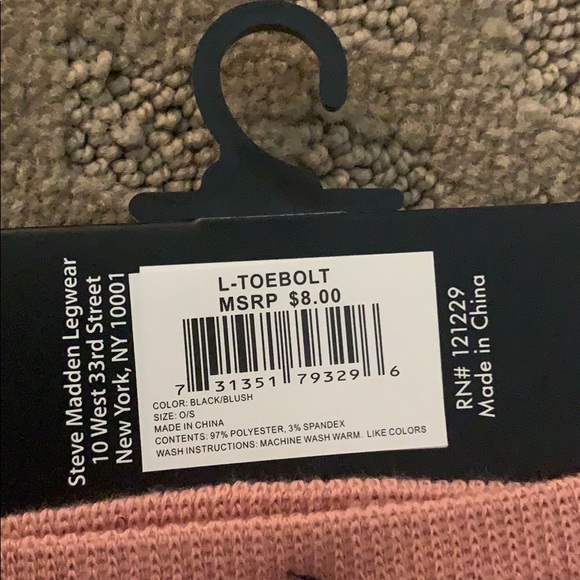 Steve Madden Legwear
10 West 33rd Street
New York, NY 10001
L-TOEBOLT
MSRP $8.00
7 31351 79329 6
COLOR: BLACK/BLUSH
SIZE: O/S
MADE IN CHINA
CONTENTS: 97% POLYESTER, 3% SPANDEX
WASH INSTRUCTIONS: MACHINE WASH WARM. LIKE COLORS
RN# 121229
Made in China